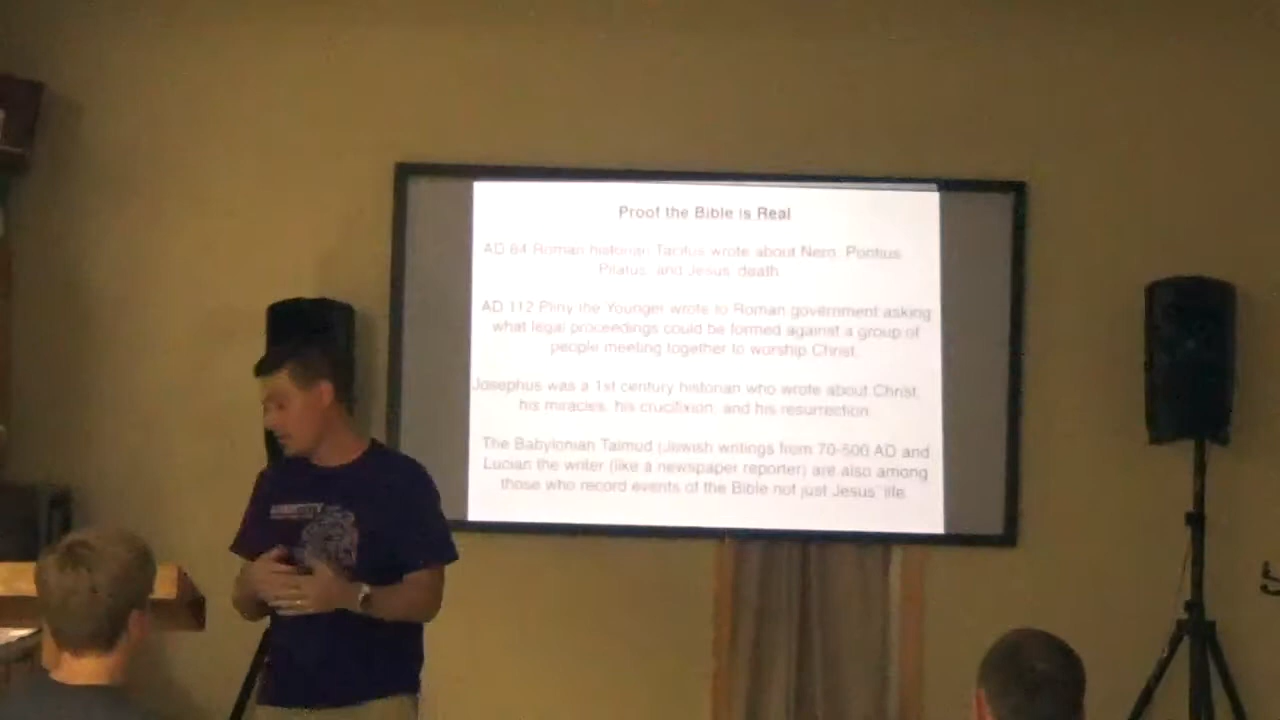 Proof the Bible is Real
AD 64 Roman historian Tacitus wrote about Nero, Pontius
Pilatus, and Jesus' death
AD 112 Pliny the Younger wrote to Roman government asking
what legal proceedings could be formed against a group of
people meeting together to worship Christ.
Josephus was a 1st century historian who wrote about Christ,
his miracles, his crucifixion, and his resurrection
The Babylonian Talmud (Jewish writings from 70-500 AD and
Lucian the writer (like a newspaper reporter) are also among
those who record events of the Bible not just Jesus' life.